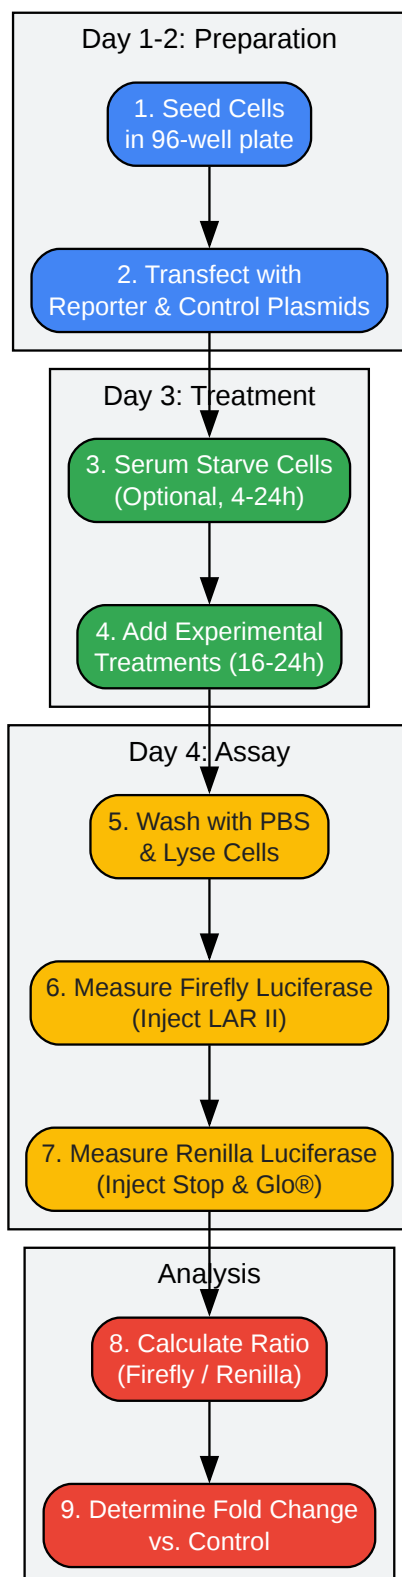 Day 1-2: Preparation
1. Seed Cells
in 96-well plate
2. Transfect with
Reporter & Control Plasmids
Day 3: Treatment
3. Serum Starve Cells
(Optional, 4-24h)
4. Add Experimental
Treatments (16-24h)
Day 4: Assay
5. Wash with PBS
& Lyse Cells
6. Measure Firefly Luciferase
(Inject LAR II)
7. Measure Renilla Luciferase
(Inject Stop & Glo®)
Analysis
8. Calculate Ratio
(Firefly / Renilla)
9. Determine Fold Change
vs. Control